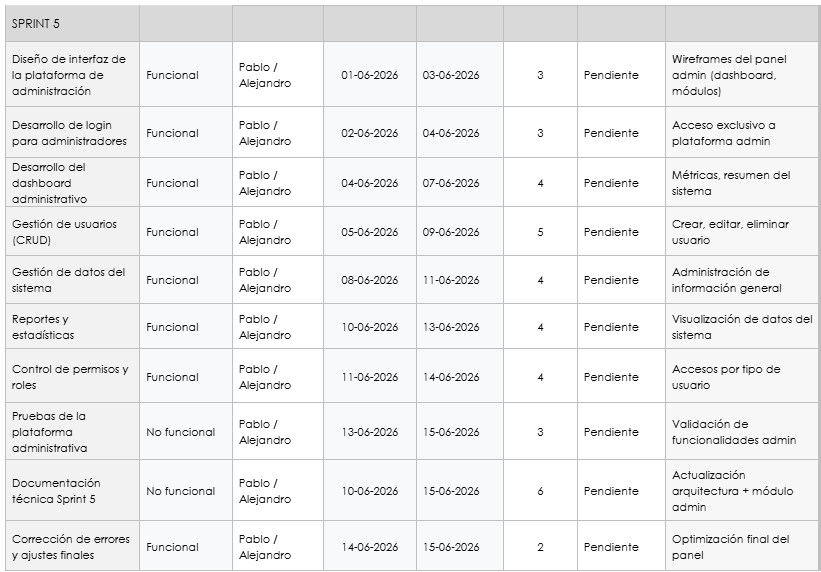 SPRINT 5
Diseño de interfaz de
la plataforma de
administración
Funcional
Pablo /
Alejandro
01-06-2026
03-06-2026
3
Pendiente
Wireframes del panel
admin (dashboard,
módulos)
Desarrollo de login
para administradores
Funcional
Pablo /
Alejandro
02-06-2026
04-06-2026
3
Pendiente
Acceso exclusivo a
plataforma admin
Desarrollo del
dashboard
administrativo
Funcional
Pablo /
Alejandro
04-06-2026
07-06-2026
4
Pendiente
Métricas, resumen del
sistema
Gestión de usuarios
(CRUD)
Funcional
Pablo /
Alejandro
05-06-2026
09-06-2026
5
Pendiente
Crear, editar, eliminar
usuario
Gestión de datos del
sistema
Funcional
Pablo /
Alejandro
08-06-2026
11-06-2026
4
Pendiente
Administración de
información general
Reportes y
estadísticas
Funcional
Pablo /
Alejandro
10-06-2026
13-06-2026
4
Pendiente
Visualización de datos del
sistema
Control de permisos y
roles
Funcional
Pablo /
Alejandro
11-06-2026
14-06-2026
4
Pendiente
Accesos por tipo de
usuario
Pruebas de la
plataforma
administrativa
No funcional
Pablo /
Alejandro
13-06-2026
15-06-2026
3
Pendiente
Validación de
funcionalidades admin
Documentación
técnica Sprint 5
No funcional
Pablo /
Alejandro
10-06-2026
15-06-2026
6
Pendiente
Actualización
arquitectura + módulo
admin
Corrección de errores
y ajustes finales
Funcional
Pablo /
Alejandro
14-06-2026
15-06-2026
2
Pendiente
Optimización final del
panel